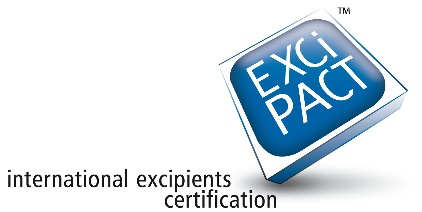 TM
EXCi
PACT
international excipients
certification